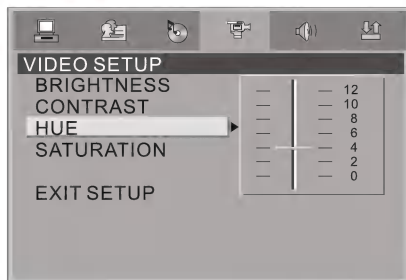 VIDEO SETUP
BRIGHTNESS
CONTRAST
HUE
SATURATION
EXIT SETUP
12
10
8
6
4
2
0